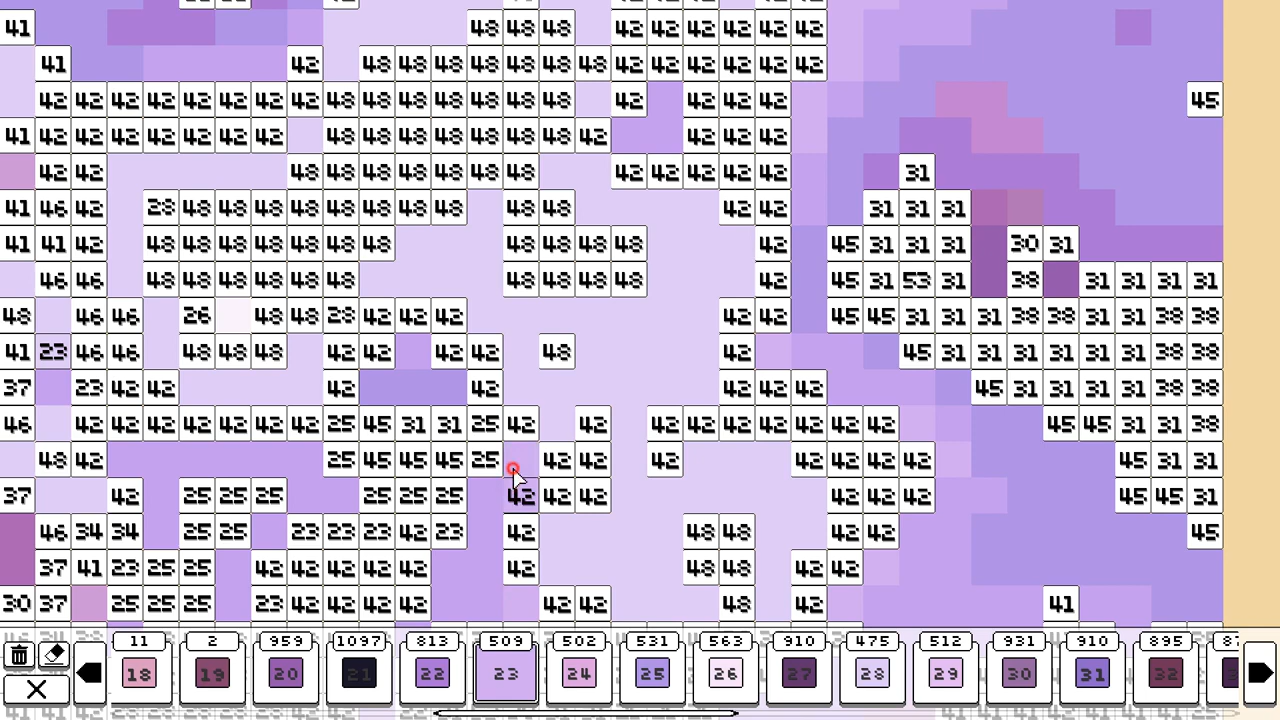 41 48 48 48 42 42 42 42 42 42
41 42 48 48 48 48 48 48 48 42 42 42 42 42 42
42 42 42 42 42 42 42 42 48 48 48 48 48 48 48 42 42 42 42 45
41 42 42 42 42 42 42 42 48 48 48 48 48 48 48 42 42 42 42
42 42 48 48 48 48 48 48 48 42 42 42 42 42 31
41 46 42 28 48 48 48 48 48 48 48 48 48 48 42 42 31 31 31
41 41 42 48 48 48 48 48 48 48 48 48 48 48 42 45 31 31 31 30 31
46 46 48 48 48 48 48 48 48 48 48 48 42 45 31 53 31 38 31 31 31 31
48 46 46 26 48 48 28 42 42 42 42 42 45 45 31 31 31 38 38 31 31 38 38
41 23 46 46 48 48 48 42 42 42 42 48 42 45 31 31 31 31 31 31 38 38
37 23 42 42 42 42 42 42 42 45 31 31 31 31 38 38
46 42 42 42 42 42 42 42 25 45 31 31 25 42 42 42 42 42 42 42 42 42 45 45 31 31 38
48 42 25 45 45 45 25 42 42 42 42 42 42 42 45 31 31
37 42 25 25 25 25 25 25 42 42 42 42 42 42 45 45 31
46 34 34 25 25 23 23 23 42 23 42 48 48 42 42 45
37 41 23 25 25 42 42 42 42 42 42 48 48 42 42
30 37 25 25 25 23 42 42 42 42 42 42 48 42 41
11 2 959 1097 813 509 502 531 563 910 475 512 931 910 895
18 19 20 21 22 23 24 25 26 27 28 29 30 31 32